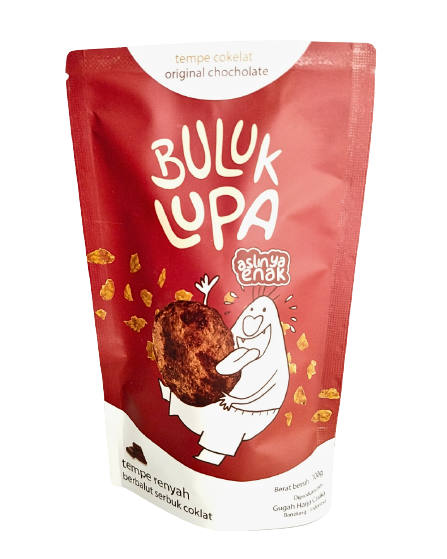 tempe cokelat
original chocholate
BULUK
LUPA
aslinya
enak
tempe renyah
berbalut serbuk coklat
Berat bersih : 100g
Diproduksi oleh
Bandung - Indonesia